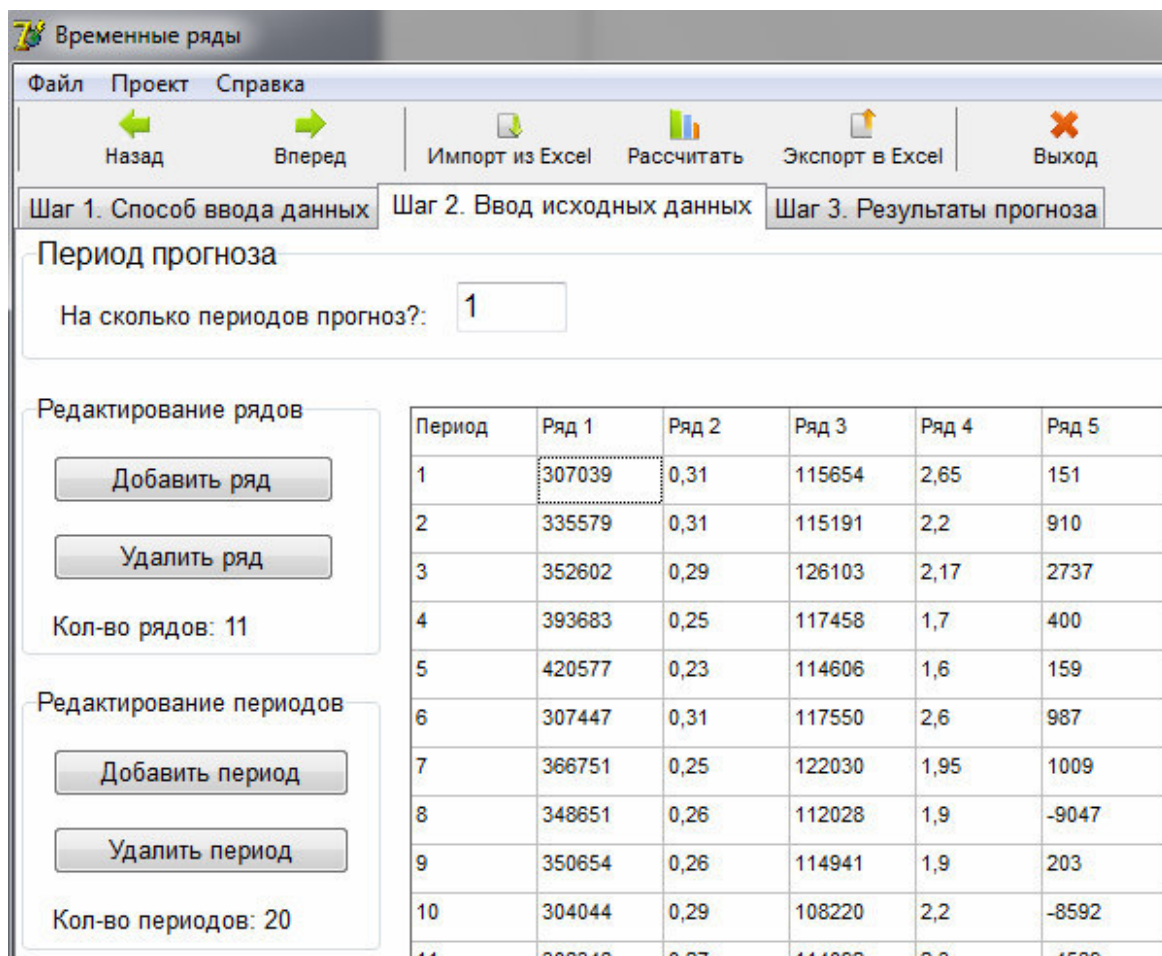 Временные ряды
Файл Проект Справка
Назад Вперед Импорт из Excel Рассчитать Экспорт в Excel Выход
Шаг 1. Способ ввода данных Шаг 2. Ввод исходных данных Шаг 3. Результаты прогноза
Период прогноза
На сколько периодов прогноз?: 1
Редактирование рядов
Добавить ряд
Удалить ряд
Кол-во рядов: 11
Редактирование периодов
Добавить период
Удалить период
Кол-во периодов: 20
Период Ряд 1 Ряд 2 Ряд 3 Ряд 4 Ряд 5
1 307039 0,31 115654 2,65 151
2 335579 0,31 115191 2,2 910
3 352602 0,29 126103 2,17 2737
4 393683 0,25 117458 1,7 400
5 420577 0,23 114606 1,6 159
6 307447 0,31 117550 2,6 987
7 366751 0,25 122030 1,95 1009
8 348651 0,26 112028 1,9 -9047
9 350654 0,26 114941 1,9 203
10 304044 0,29 108220 2,2 -8592